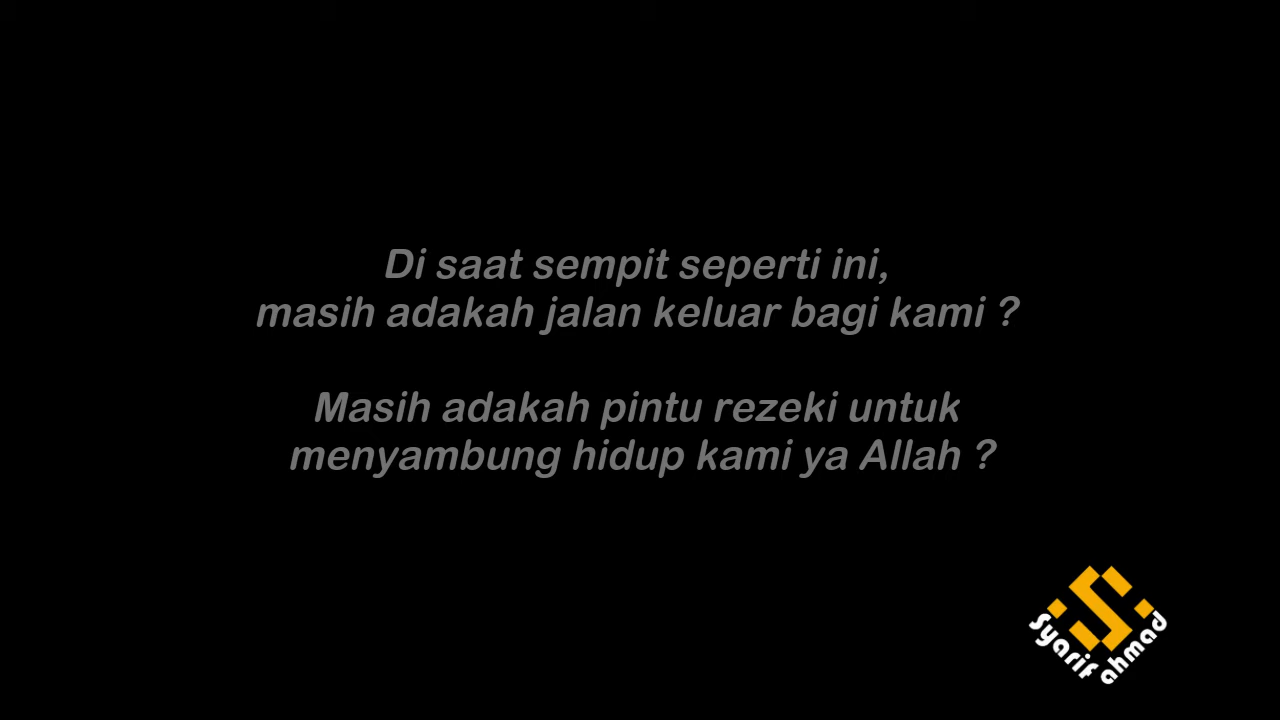 Di saat sempit seperti ini,
masih adakah jalan keluar bagi kami ?
Masih adakah pintu rezeki untuk
menyambung hidup kami ya Allah ?
Syarif ahmad